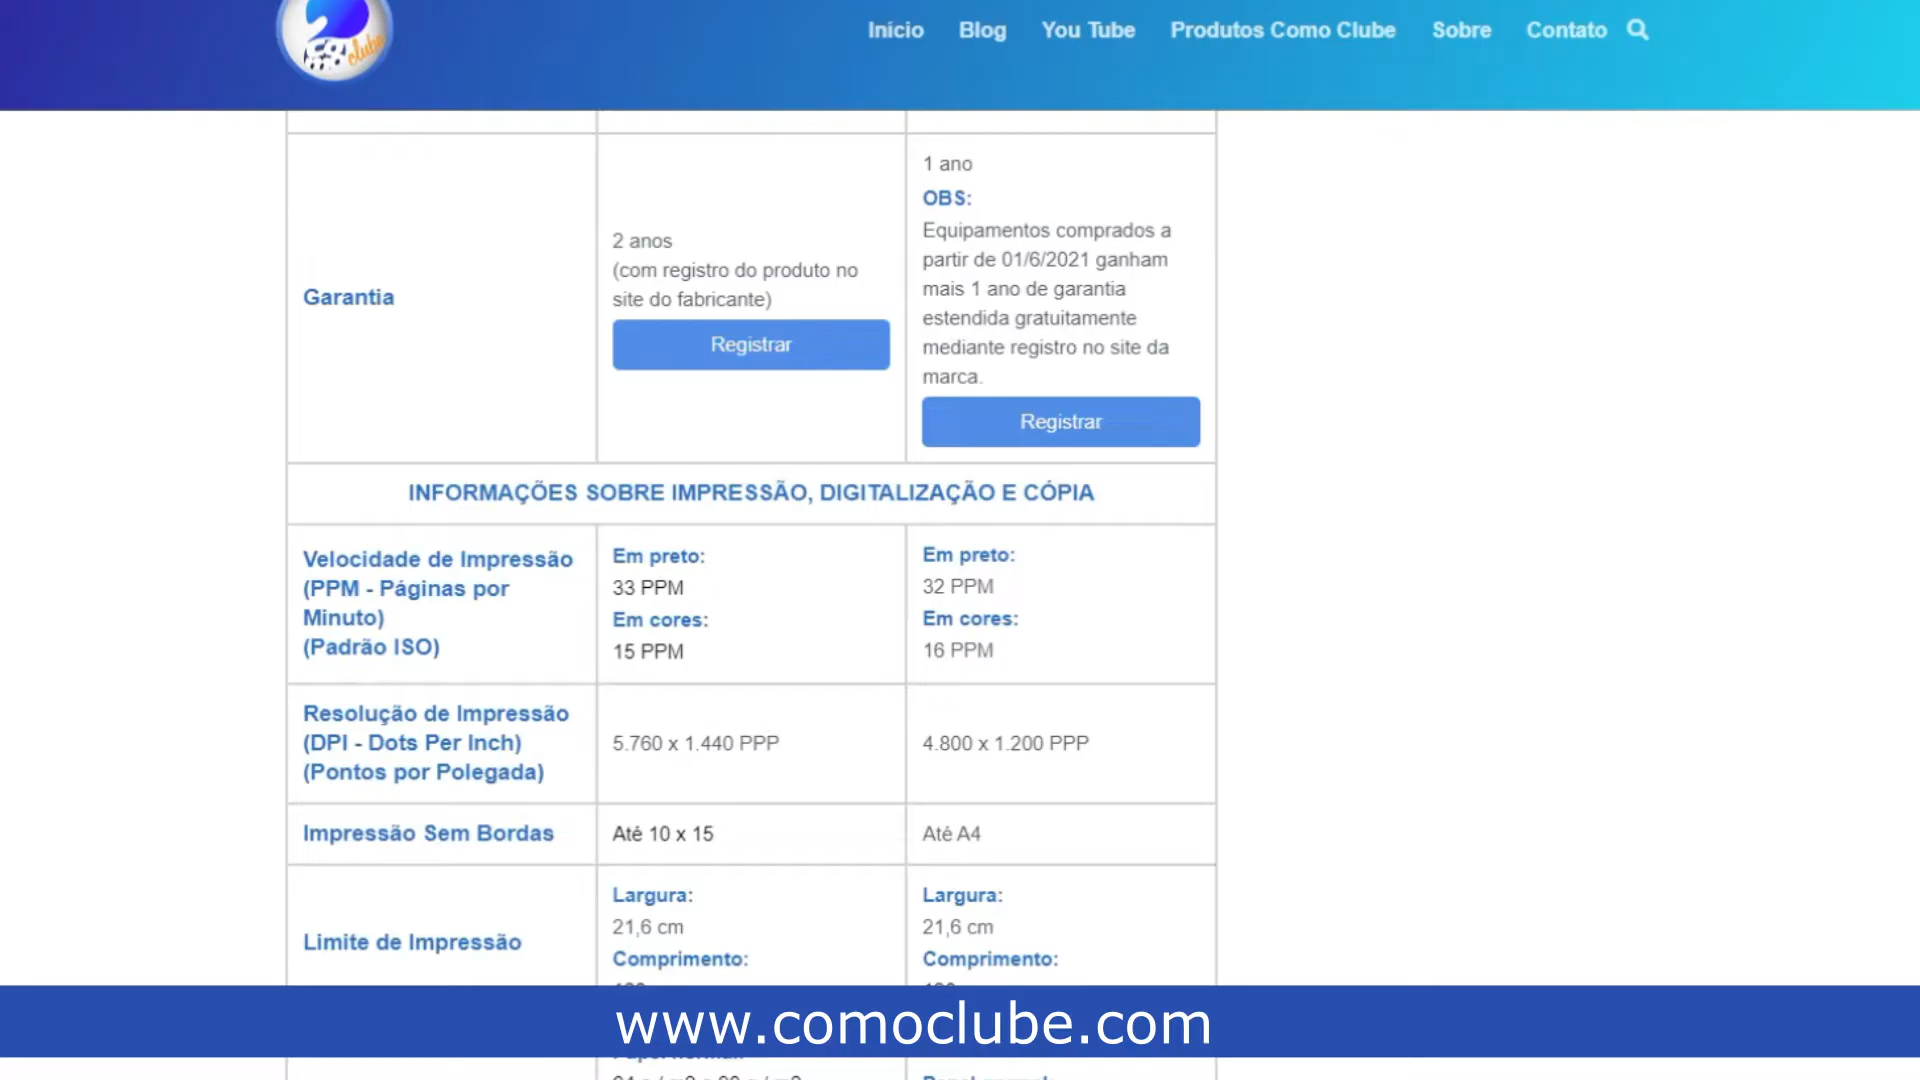 clube
Início Blog You Tube Produtos Como Clube Sobre Contato
Garantia
2 anos
(com registro do produto no
site do fabricante)
Registrar
1 ano
OBS:
Equipamentos comprados a
partir de 01/6/2021 ganham
mais 1 ano de garantia
estendida gratuitamente
mediante registro no site da
marca.
Registrar
INFORMAÇÕES SOBRE IMPRESSÃO, DIGITALIZAÇÃO E CÓPIA
Velocidade de Impressão
(PPM - Páginas por
Minuto)
(Padrão ISO)
Em preto:
33 PPM
Em cores:
15 PPM
Em preto:
32 PPM
Em cores:
16 PPM
Resolução de Impressão
(DPI - Dots Per Inch)
(Pontos por Polegada)
5.760 x 1.440 PPP
4.800 x 1.200 PPP
Impressão Sem Bordas
Até 10 x 15
Até A4
Limite de Impressão
Largura:
21,6 cm
Comprimento:
Largura:
21,6 cm
Comprimento:
www.comoclube.com